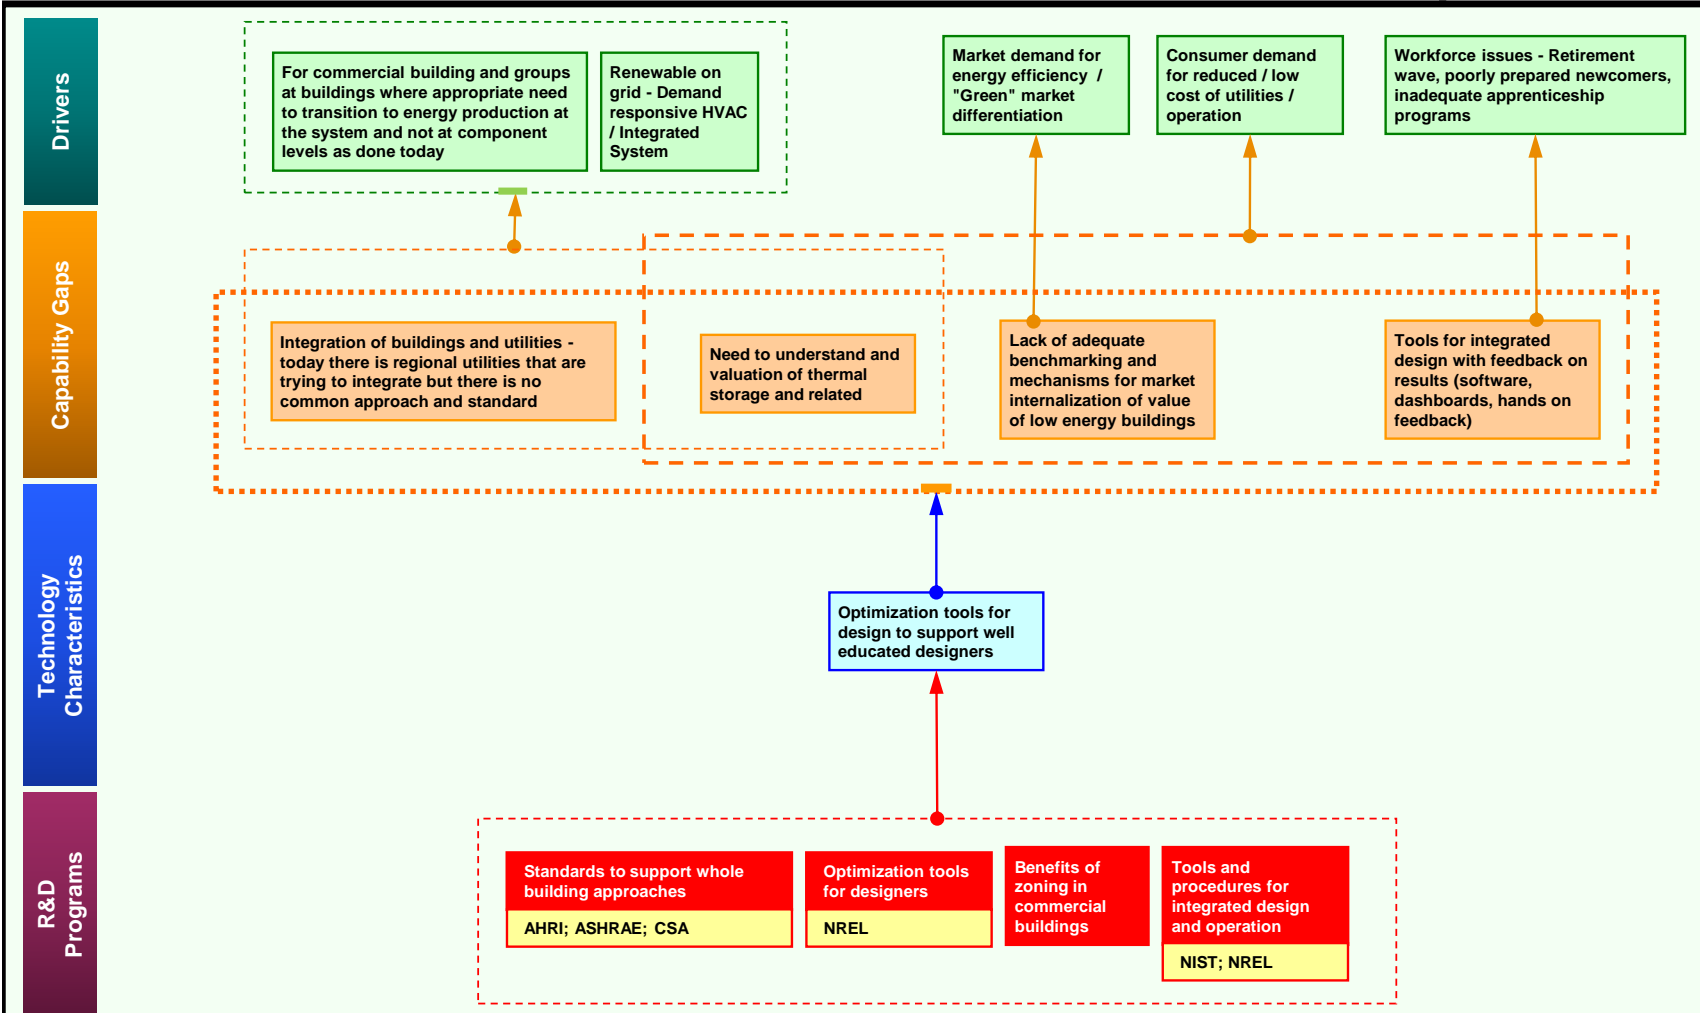 Drivers
For commercial building and groups
at buildings where appropriate need
to transition to energy production at
the system and not at component
levels as done today
Renewable on
grid - Demand
responsive HVAC
/ Integrated
System
Market demand for
energy efficiency /
"Green" market
differentiation
Consumer demand
for reduced / low
cost of utilities /
operation
Workforce issues - Retirement
wave, poorly prepared newcomers,
inadequate apprenticeship
programs
Capability Gaps
Integration of buildings and utilities -
today there is regional utilities that are
trying to integrate but there is no
common approach and standard
Need to understand and
valuation of thermal
storage and related
Lack of adequate
benchmarking and
mechanisms for market
internalization of value
of low energy buildings
Tools for integrated
design with feedback on
results (software,
dashboards, hands on
feedback)
Technology
Characteristics
Optimization tools for
design to support well
educated designers
R&D
Programs
Standards to support whole
building approaches
AHRI; ASHRAE; CSA
Optimization tools
for designers
NREL
Benefits of
zoning in
commercial
buildings
Tools and
procedures for
integrated design
and operation
NIST; NREL